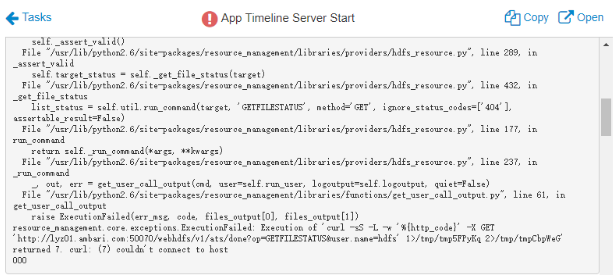 Tasks
App Timeline Server Start
Copy
Open
self._assert_valid()
File "/usr/lib/python2.6/site-packages/resource_management/libraries/providers/hdfs_resource.py", line 289, in
_assert_valid
self.target_status = self._get_file_status(target)
File "/usr/lib/python2.6/site-packages/resource_management/libraries/providers/hdfs_resource.py", line 432, in
_get_file_status
list_status = self.util.run_command(target, 'GETFILESTATUS', method='GET', ignore_status_codes=['404'],
assertable_result=False)
File "/usr/lib/python2.6/site-packages/resource_management/libraries/providers/hdfs_resource.py", line 177, in
run_command
return self._run_command(*args, **kwargs)
File "/usr/lib/python2.6/site-packages/resource_management/libraries/providers/hdfs_resource.py", line 237, in
_run_command
_, out, err = get_user_call_output(cmd, user=self.run_user, logoutput=self.logoutput, quiet=False)
File "/usr/lib/python2.6/site-packages/resource_management/libraries/functions/get_user_call_output.py", line 61, in
get_user_call_output
raise ExecutionFailed(err_msg, code, files_output[0], files_output[1])
resource_management.core.exceptions.ExecutionFailed: Execution of 'curl -sS -L -w '%{http_code}' -X GET
'http://lyz01.ambari.com:50070/webhdfs/v1/ats/done?op=GETFILESTATUS&user.name=hdfs' 1>/tmp/tmp5FPyKq 2>/tmp/tmpCbpWeG'
returned 7. curl: (7) couldn't connect to host
000